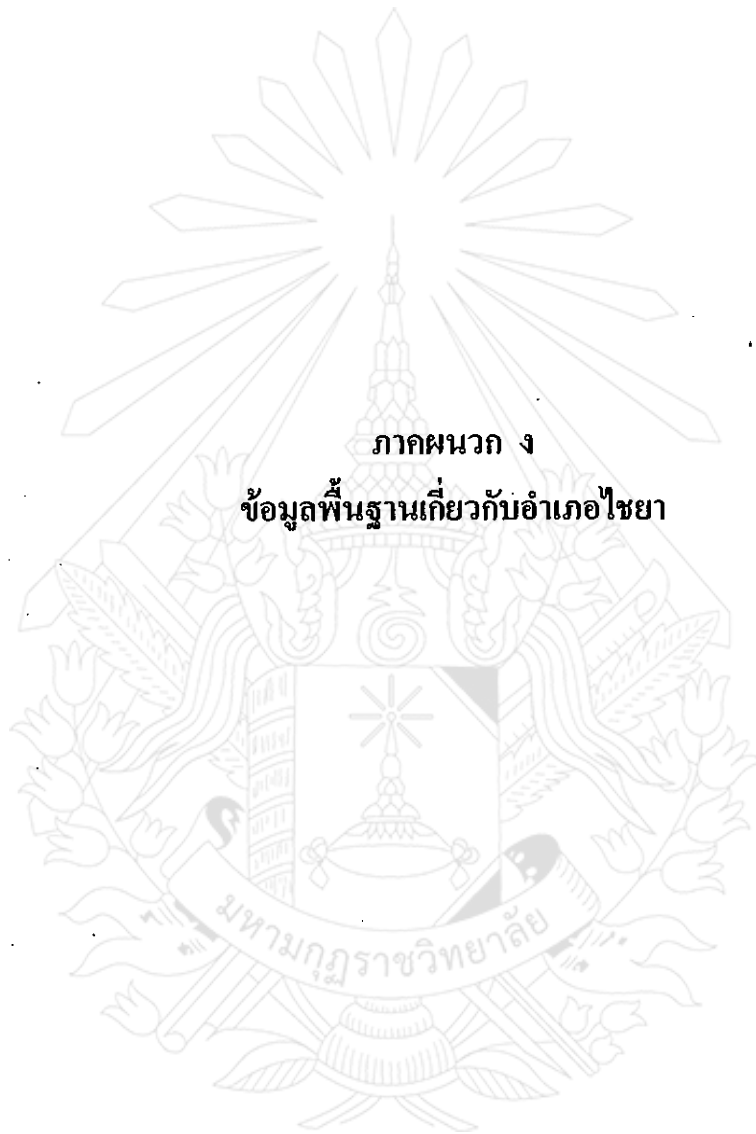 ภาคผนวก ง
ข้อมูลพื้นฐานเกี่ยวกับอำเภอไชยา
มหามกุฏราชวิทยาลัย